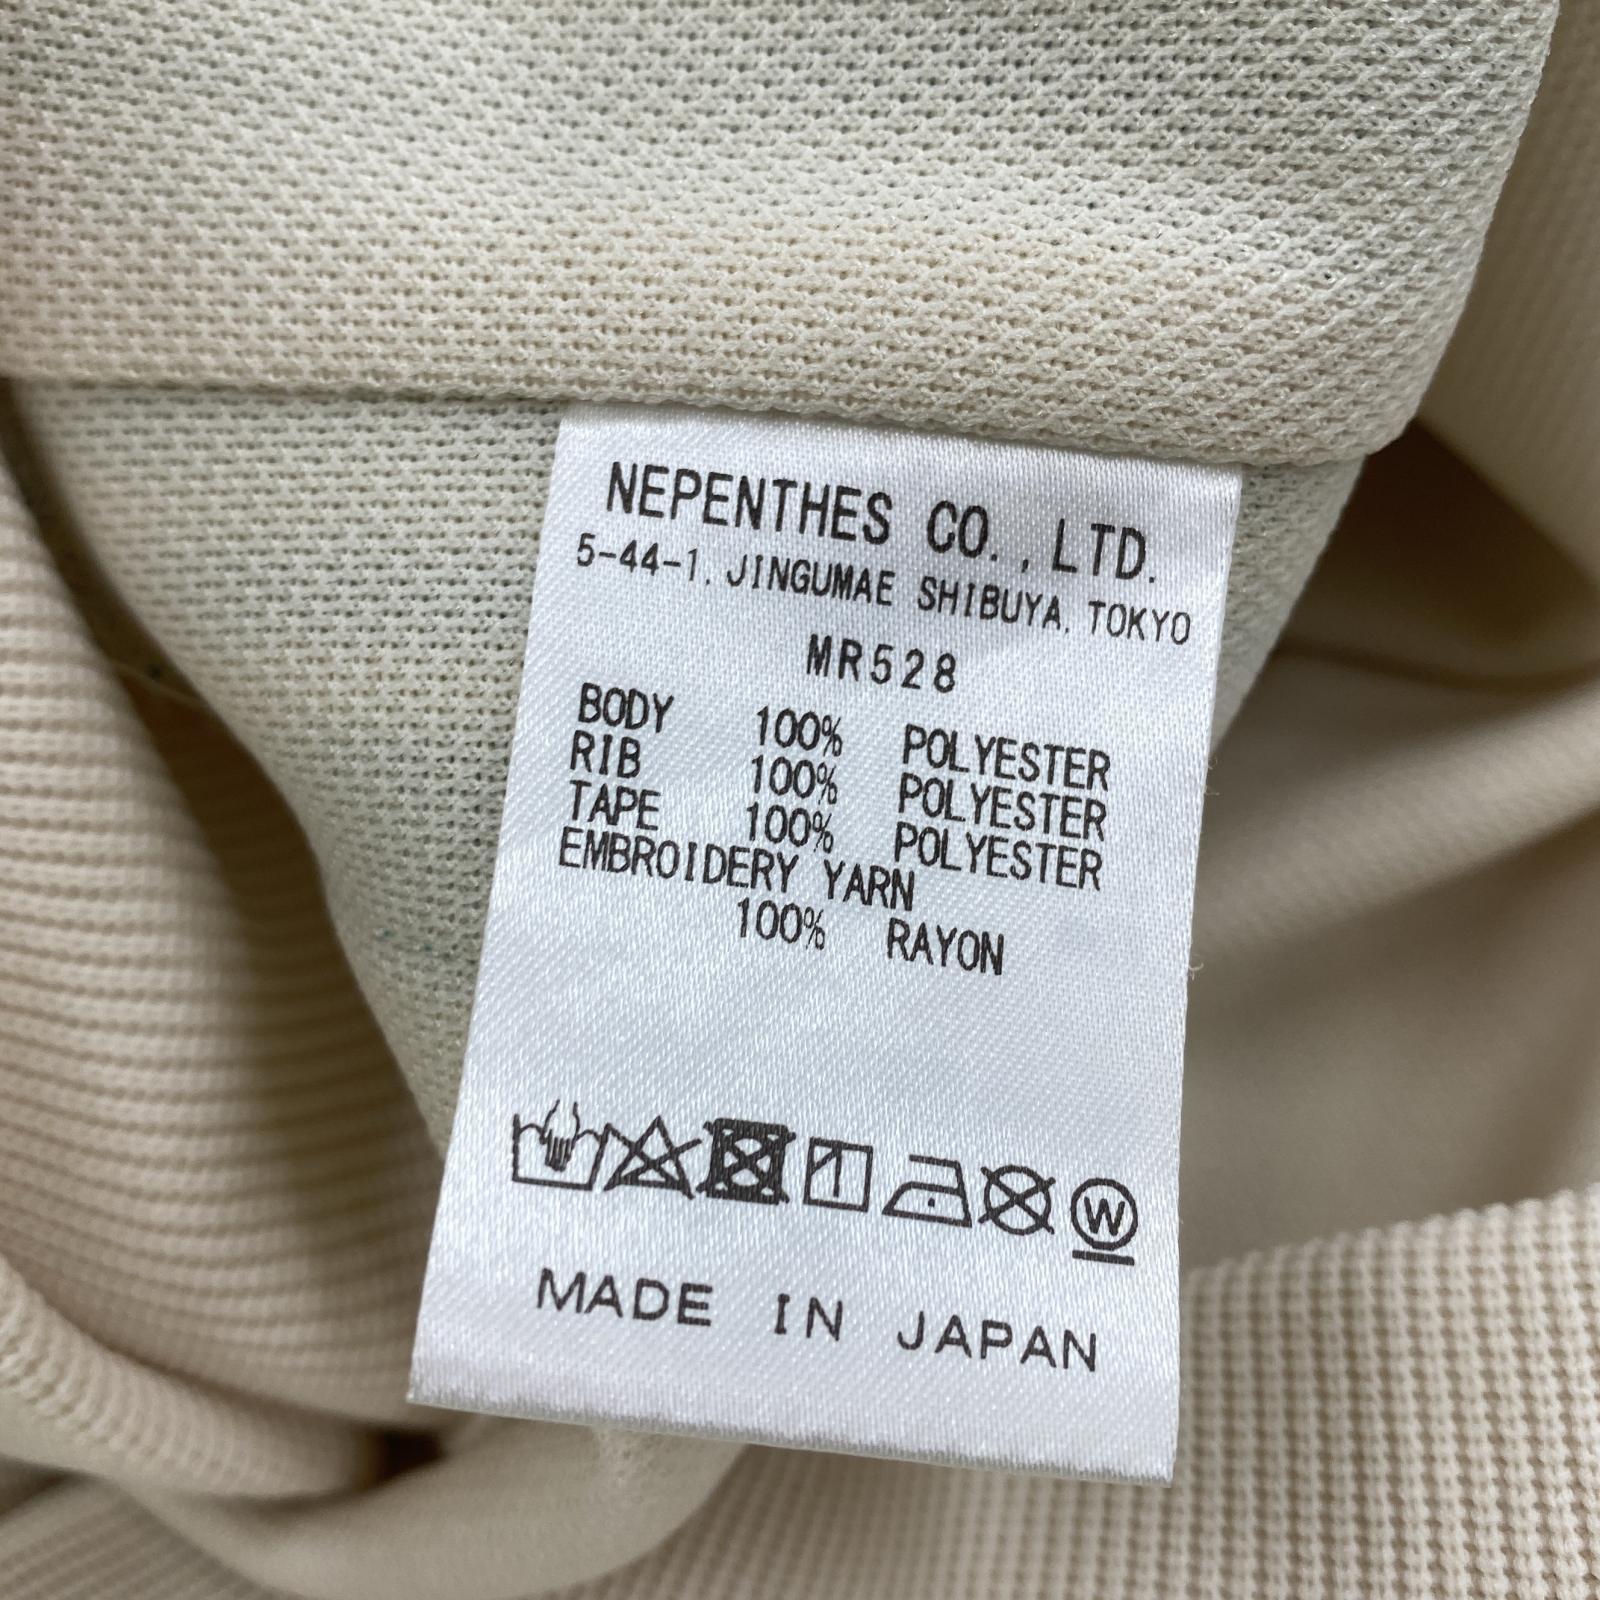 NEPENTHES CO., LTD.
5-44-1, JINGUMAE SHIBUYA, TOKYO
MR528
BODY 100% POLYESTER
RIB 100% POLYESTER
TAPE 100% POLYESTER
EMBROIDERY YARN
100% RAYON
W
MADE IN JAPAN